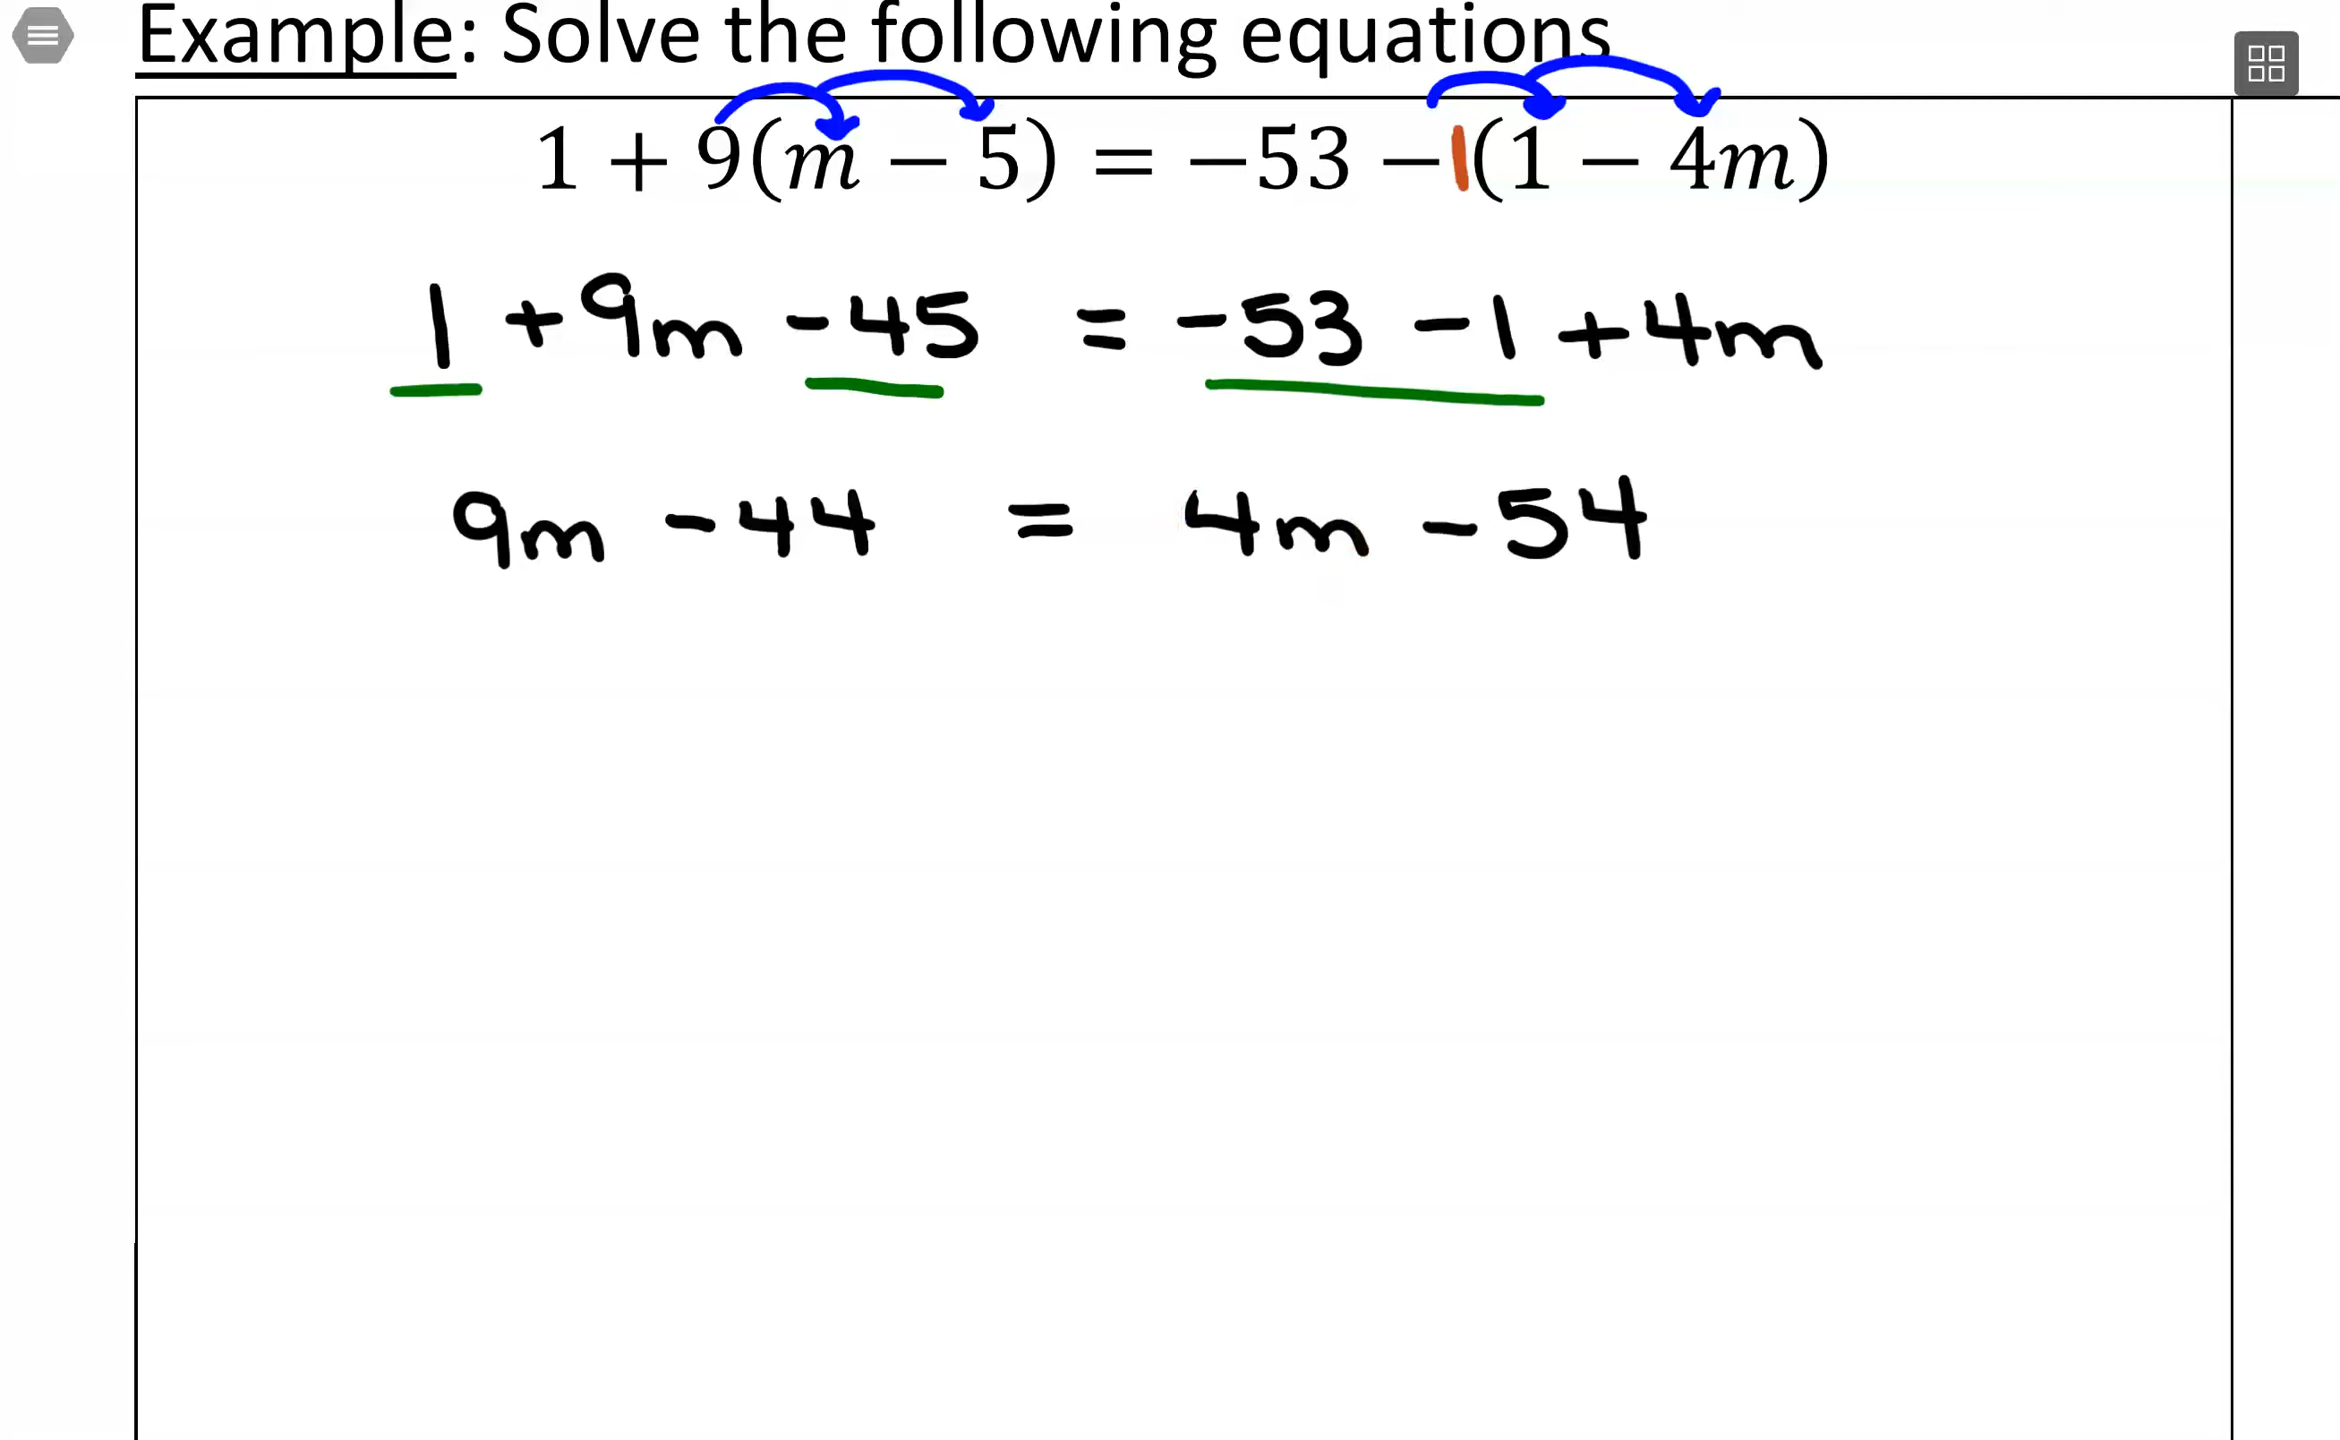 Example: Solve the following equations
1 + 9(m − 5) = −53 −1(1 − 4m)
1 + 9m - 45 = - 53 - 1 + 4m
9m - 44 = 4m - 54